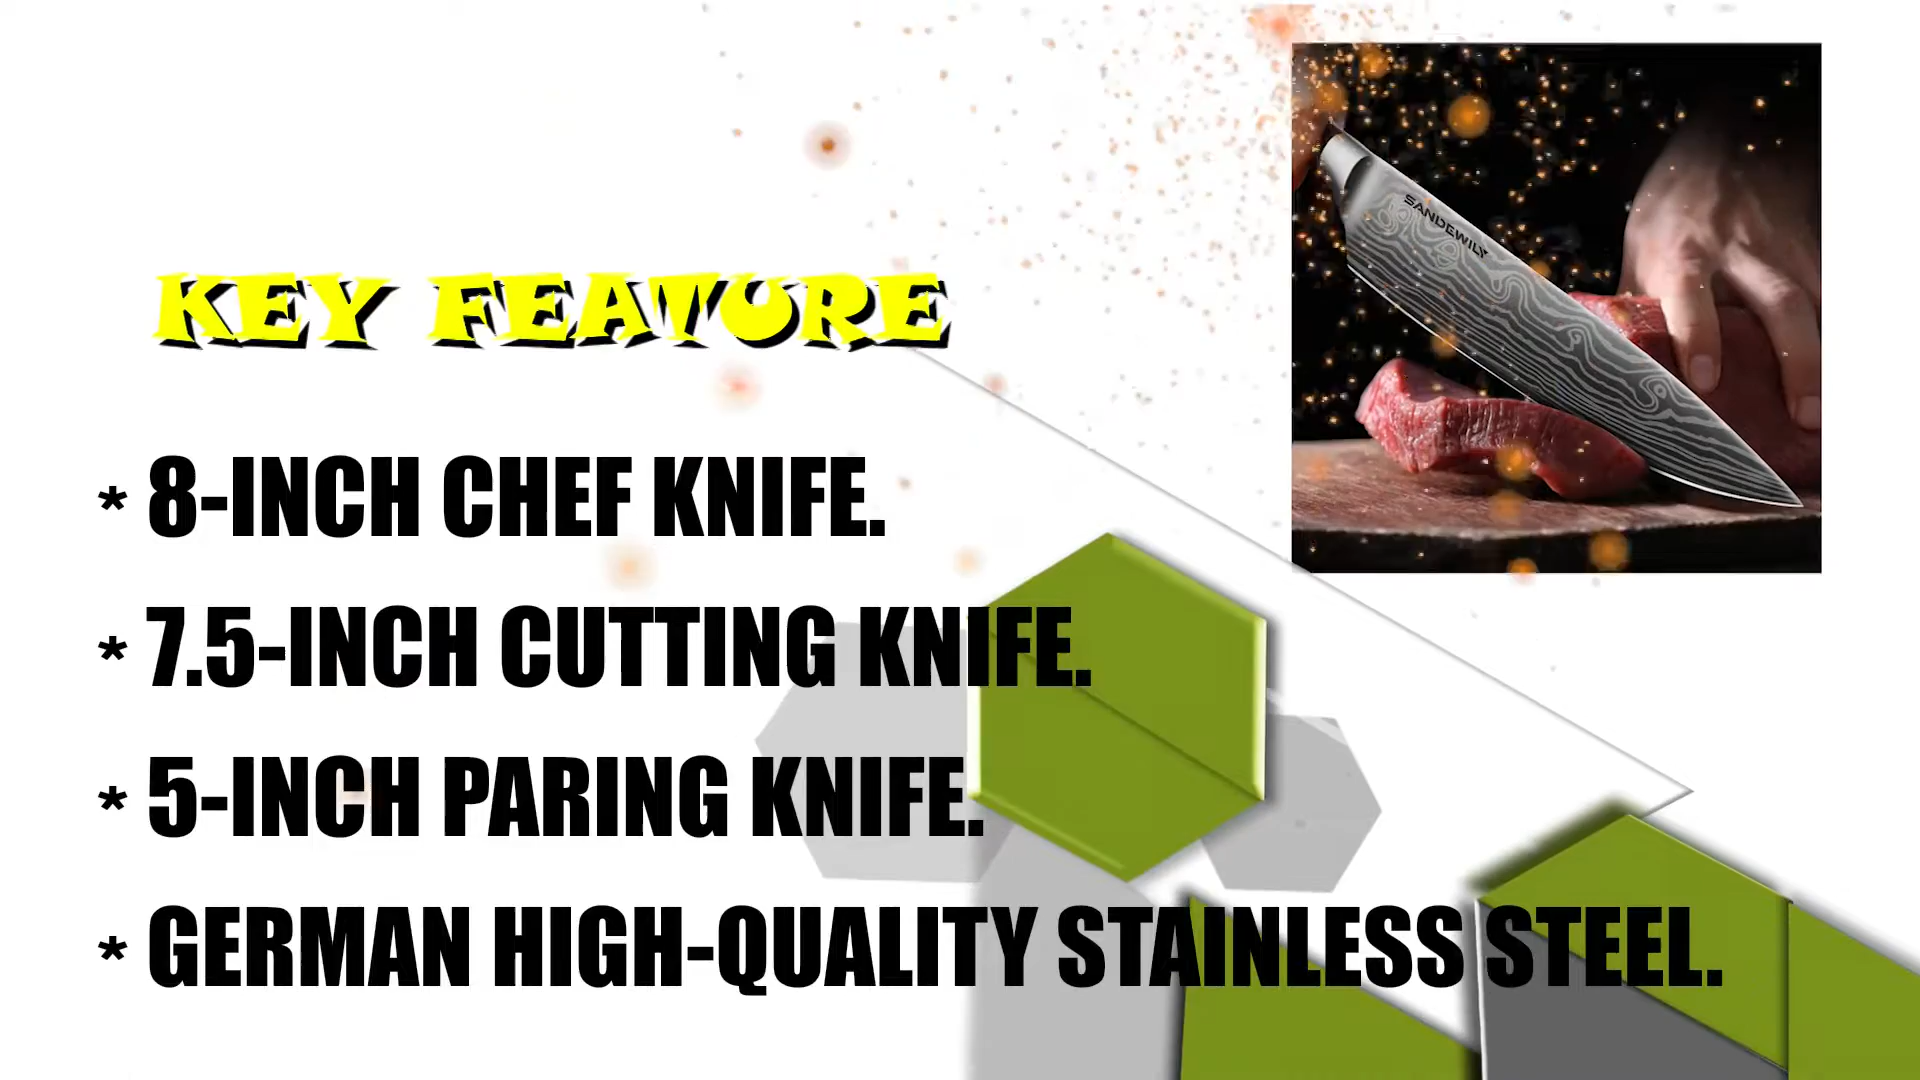 SANDEWILY
KEY FEATURE
* 8-INCH CHEF KNIFE.
* 7.5-INCH CUTTING KNIFE.
* 5-INCH PARING KNIFE.
* GERMAN HIGH-QUALITY STAINLESS STEEL.